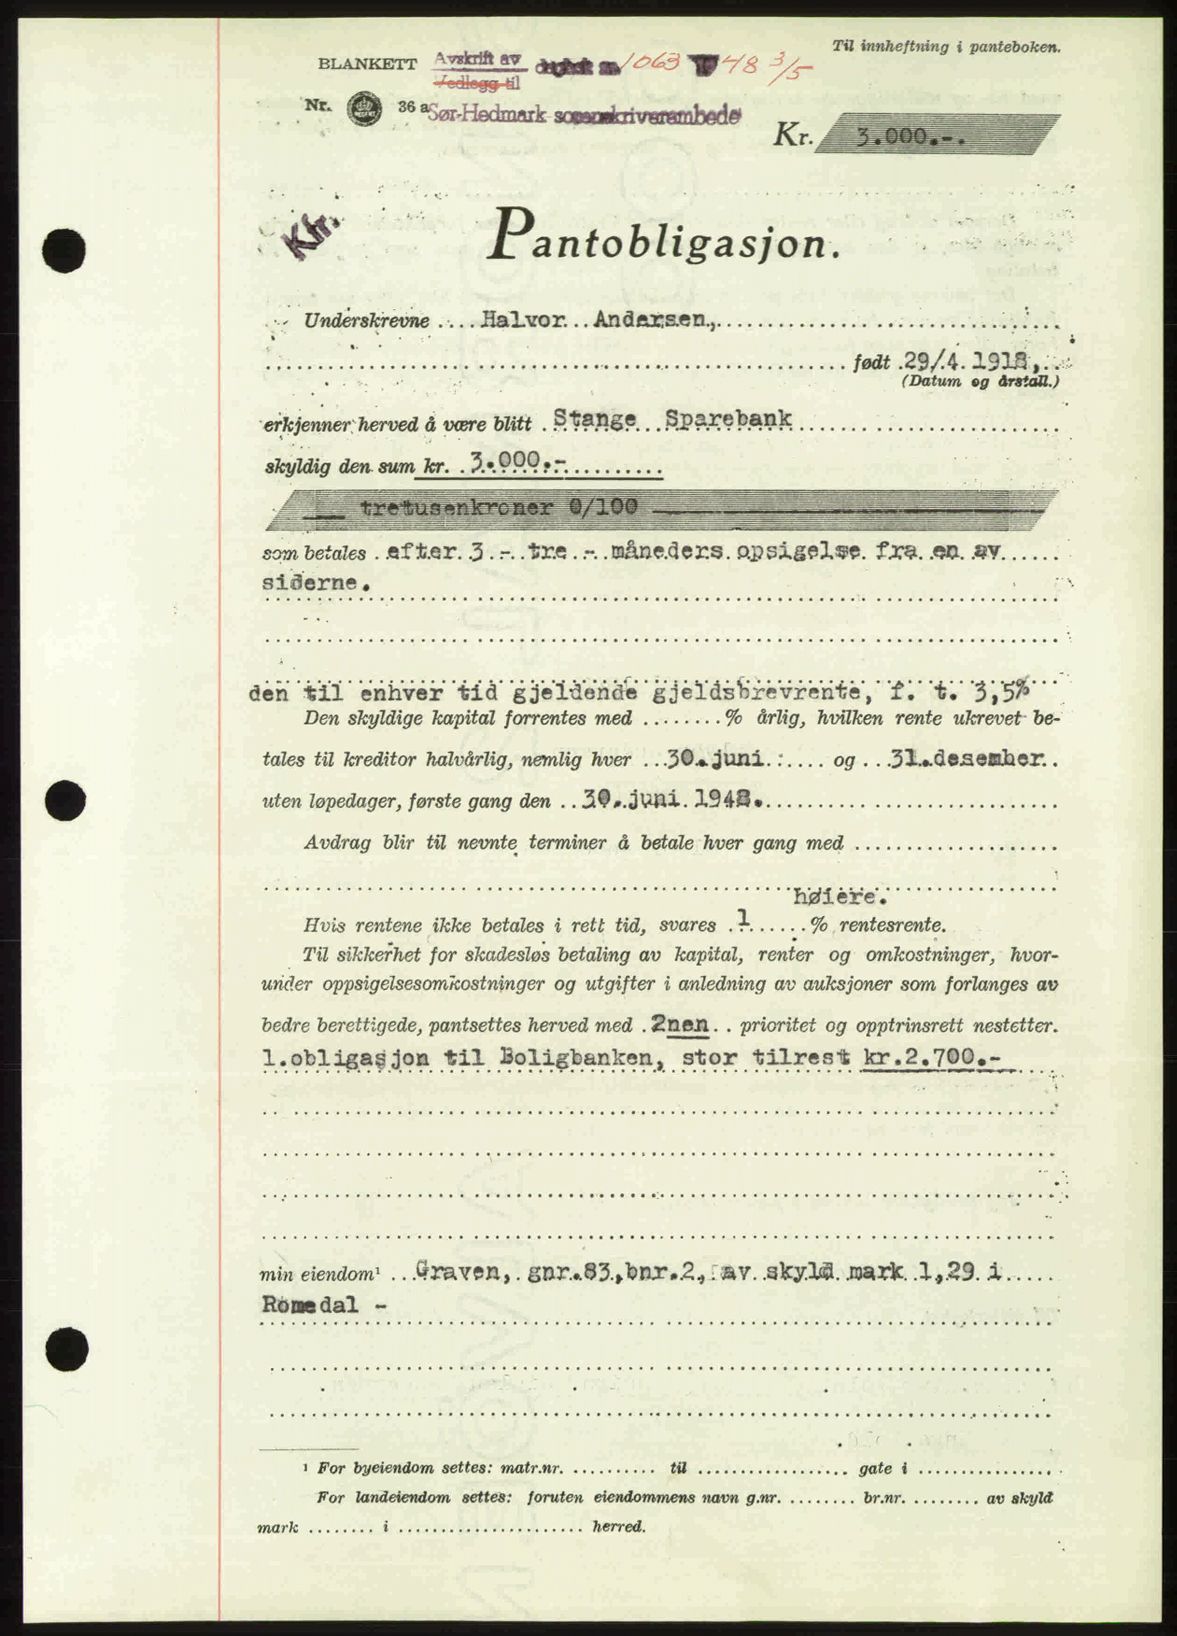 Til innheftning i panteboken.
BLANKETT Avskrift av dagbok nr. 1063 1948 3/5
Vedlegg til
Nr. 36 a Sør-Hedmark sorenskriverembede
Kr. 3.000.-.
Kfr.
Pantobligasjon.
Underskrevne Halvor Andersen,
født 29/4 1918,
(Datum og årstall.)
erkjenner herved å være blitt Stange Sparebank
skyldig den sum kr. 3.000.-
tretusenkroner 0/100
som betales efter 3 - tre - måneders opsigelse fra en av
siderne.
den til enhver tid gjeldende gjeldsbrevrente, f. t. 3,5%
Den skyldige kapital forrentes med ........% årlig, hvilken rente ukrevet be-
tales til kreditor halvårlig, nemlig hver 30. juni og 31. desember
uten løpedager, første gang den 30. juni 1948.
Avdrag blir til nevnte terminer å betale hver gang med
høiere.
Hvis rentene ikke betales i rett tid, svares 1 % rentesrente.
Til sikkerhet for skadesløs betaling av kapital, renter og omkostninger, hvor-
under oppsigelsesomkostninger og utgifter i anledning av auksjoner som forlanges av
bedre berettigede, pantsettes herved med 2nen prioritet og opptrinsrett nestetter.
1.obligasjon til Boligbanken, stor tilrest kr.2.700.-
min eiendom¹ Graven, gnr.83,bnr.2, av skyld mark 1,29 i
Romedal -
¹ For byeiendom settes: matr.nr. .......... til .................. gate i ................
For landeiendom settes: foruten eiendommens navn g.nr. ........ br.nr. ........ av skyld
mark ........ i ...................... herred.